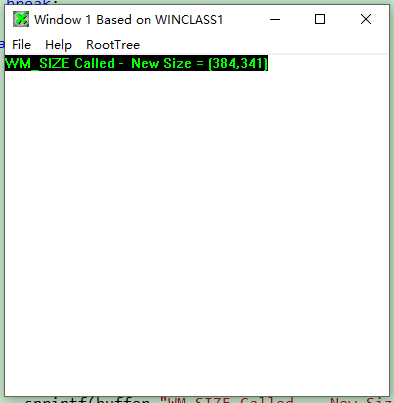 break;
Window 1 Based on WINCLASS1
File Help RootTree
WM_SIZE Called - New Size = (384,341)
sprintf(buffer,"WM_SIZE Called - New Siz